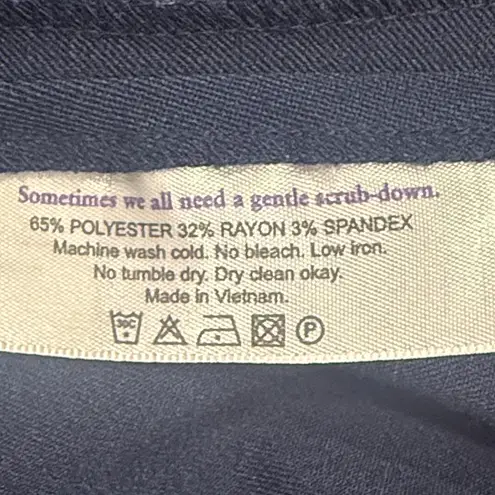 Sometimes we all need a gentle scrub-down.
65% POLYESTER 32% RAYON 3% SPANDEX
Machine wash cold. No bleach. Low iron.
No tumble dry. Dry clean okay.
Made in Vietnam.
30C P